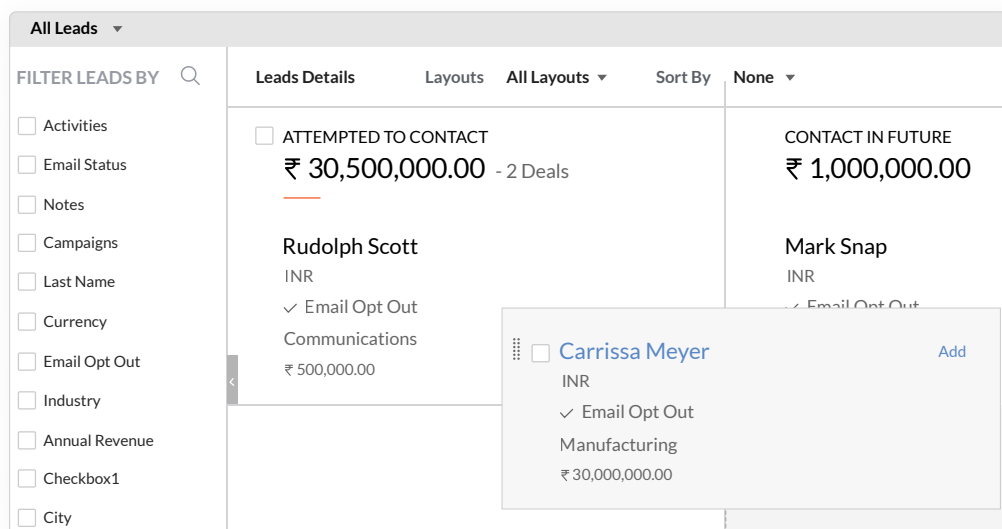 All Leads
FILTER LEADS BY
Activities
Email Status
Notes
Campaigns
Last Name
Currency
Email Opt Out
Industry
Annual Revenue
Checkbox1
City
Leads Details Layouts All Layouts Sort By None
ATTEMPTED TO CONTACT
₹ 30,500,000.00 - 2 Deals
Rudolph Scott
INR
Email Opt Out
Communications
₹ 500,000.00
CONTACT IN FUTURE
₹ 1,000,000.00
Mark Snap
INR
Email Opt Out
Carrissa Meyer Add
INR
Email Opt Out
Manufacturing
₹ 30,000,000.00